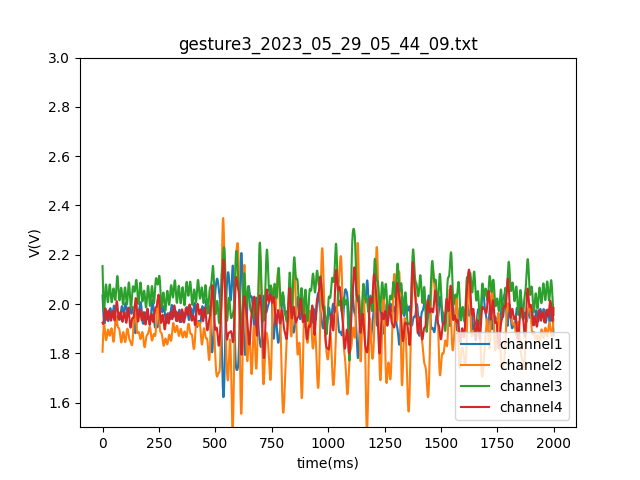 gesture3_2023_05_29_05_44_09.txt
3.0
2.8
2.6
2.4
2.2
2.0
1.8
1.6
V(V)
channel1
channel2
channel3
channel4
0 250 500 750 1000 1250 1500 1750 2000
time(ms)